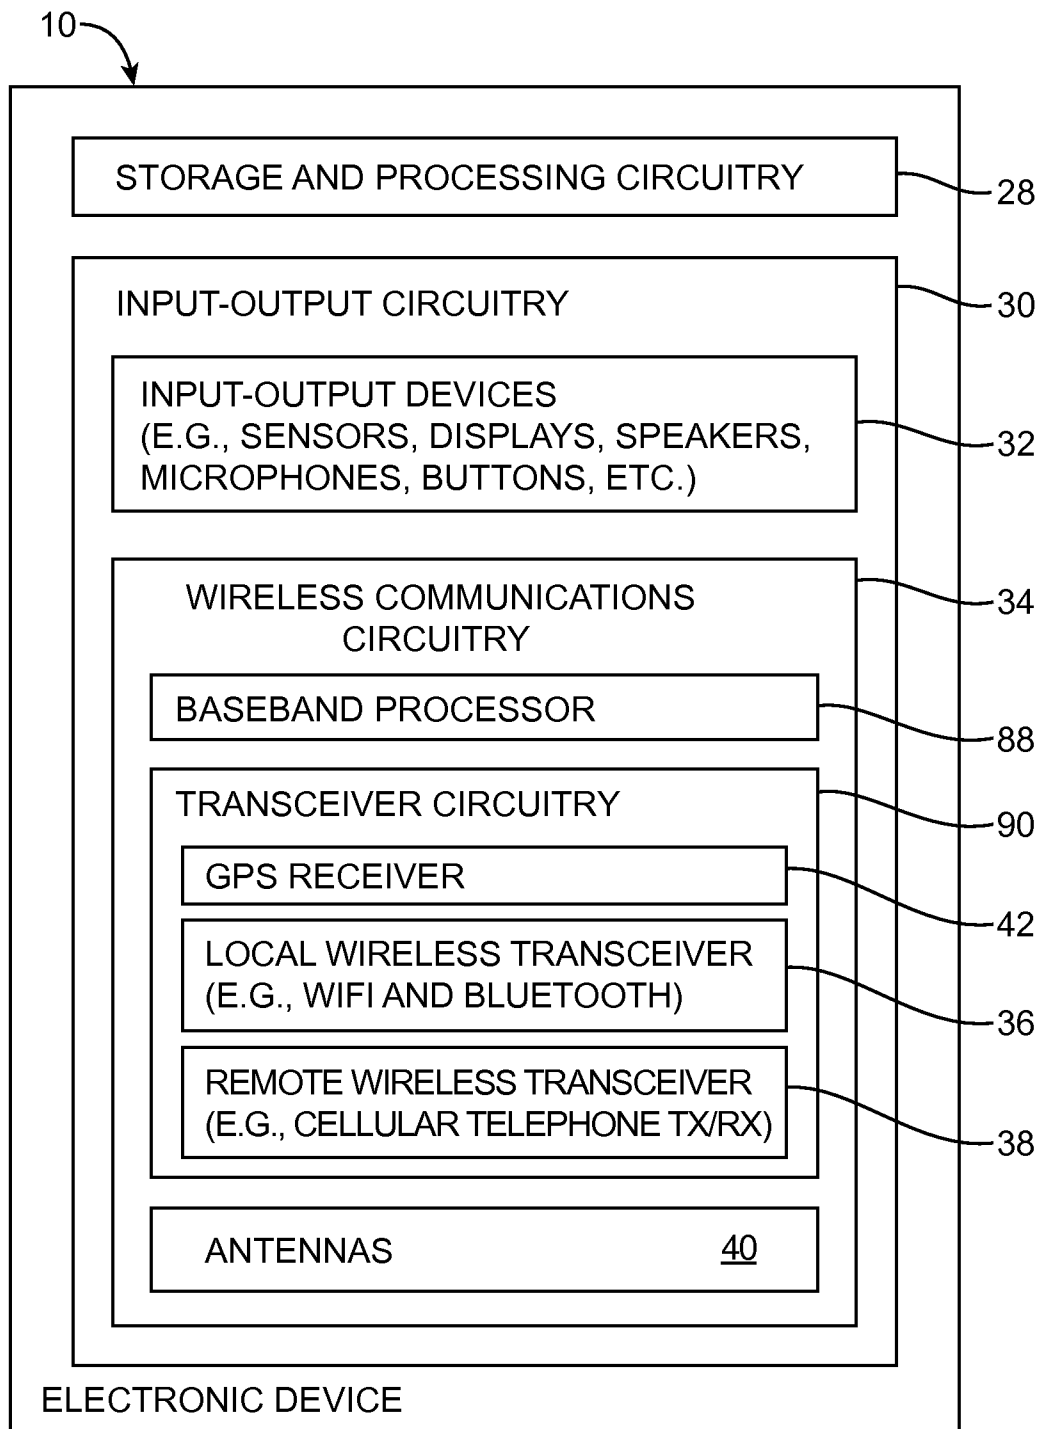 10
STORAGE AND PROCESSING CIRCUITRY
28
INPUT-OUTPUT CIRCUITRY
30
INPUT-OUTPUT DEVICES
(E.G., SENSORS, DISPLAYS, SPEAKERS,
MICROPHONES, BUTTONS, ETC.)
32
WIRELESS COMMUNICATIONS
CIRCUITRY
34
BASEBAND PROCESSOR
88
TRANSCEIVER CIRCUITRY
90
GPS RECEIVER
42
LOCAL WIRELESS TRANSCEIVER
(E.G., WIFI AND BLUETOOTH)
36
REMOTE WIRELESS TRANSCEIVER
(E.G., CELLULAR TELEPHONE TX/RX)
38
ANTENNAS 40
ELECTRONIC DEVICE